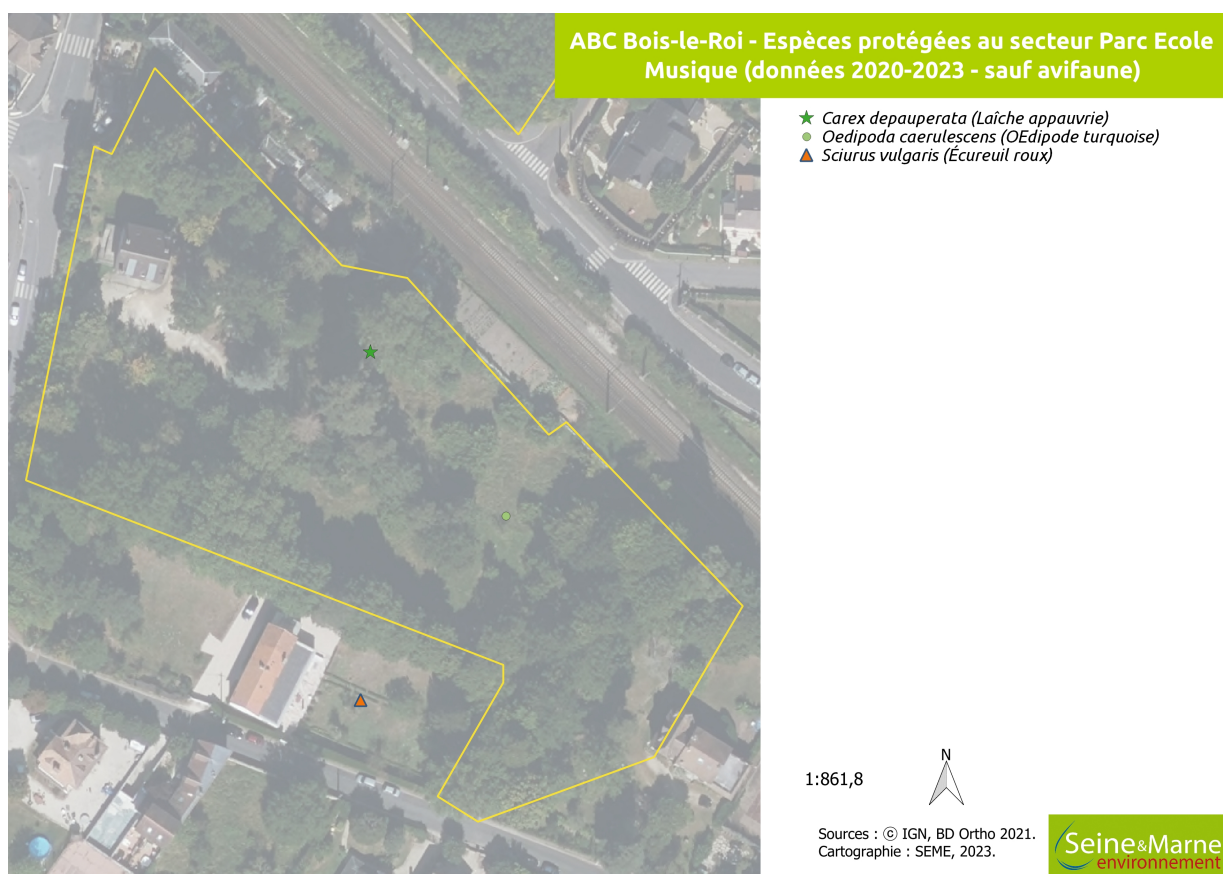 ABC Bois-le-Roi - Espèces protégées au secteur Parc Ecole
Musique (données 2020-2023 - sauf avifaune)
Carex depauperata (Laîche appauvrie)
Oedipoda caerulescens (OEdipode turquoise)
Sciurus vulgaris (Écureuil roux)
N
1:861,8
Sources : © IGN, BD Ortho 2021.
Cartographie : SEME, 2023.
Seine&Marne
environnement